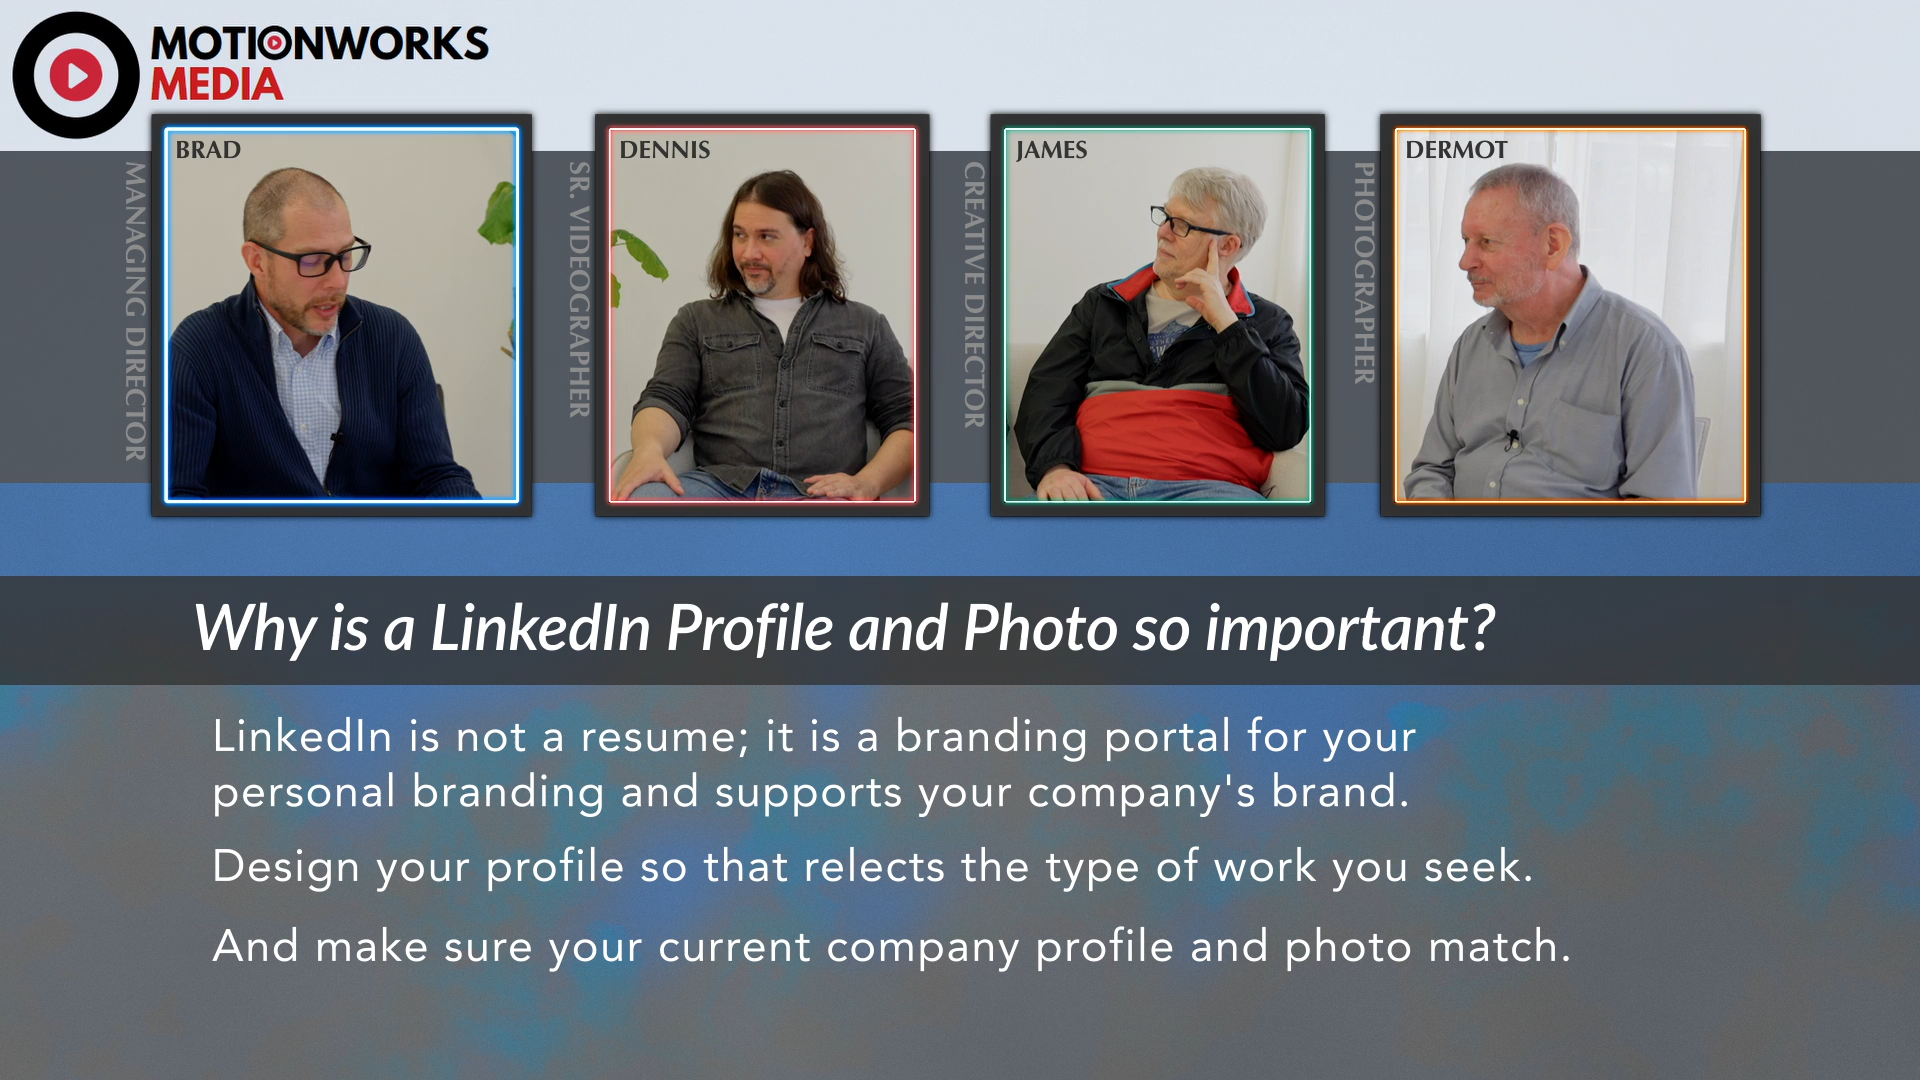 MOTIONWORKS
MEDIA
BRAD
MANAGING DIRECTOR
DENNIS
SR. VIDEOGRAPHER
JAMES
CREATIVE DIRECTOR
DERMOT
PHOTOGRAPHER
Why is a LinkedIn Profile and Photo so important?
LinkedIn is not a resume; it is a branding portal for your
personal branding and supports your company's brand.
Design your profile so that relects the type of work you seek.
And make sure your current company profile and photo match.